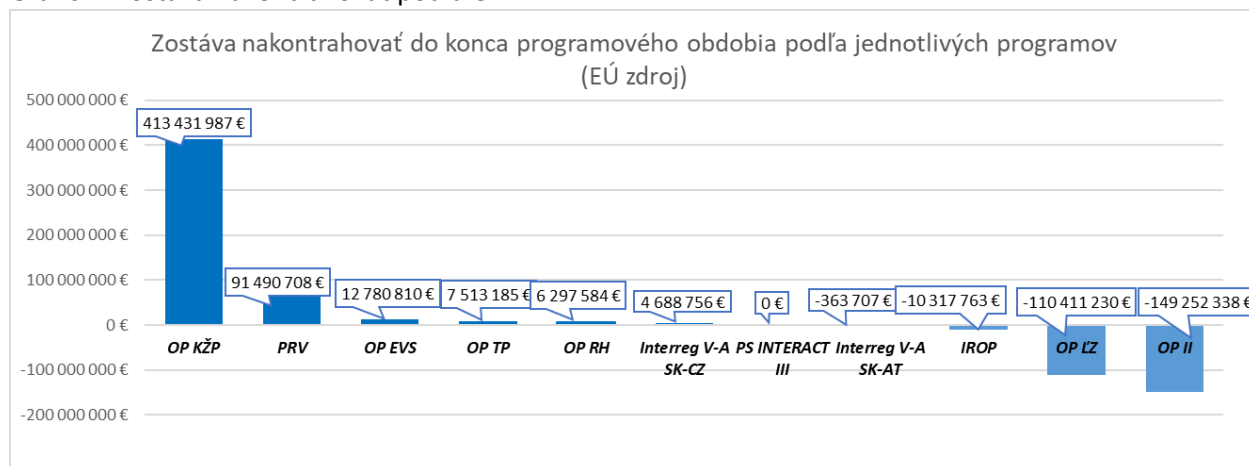 Zostáva nakontrahovať do konca programového obdobia podľa jednotlivých programov
(EÚ zdroj)
500 000 000 €
413 431 987 €
400 000 000 €
300 000 000 €
200 000 000 €
100 000 000 €
91 490 708 €
12 780 810 €
7 513 185 €
6 297 584 €
4 688 756 €
0 €
-363 707 €
-10 317 763 €
-110 411 230 €
-149 252 338 €
0 €
OP KŽP PRV OP EVS OP TP OP RH Interreg V-A PS INTERACT Interreg V-A IROP OP ĽZ OP II
SK-CZ III SK-AT
-100 000 000 €
-200 000 000 €